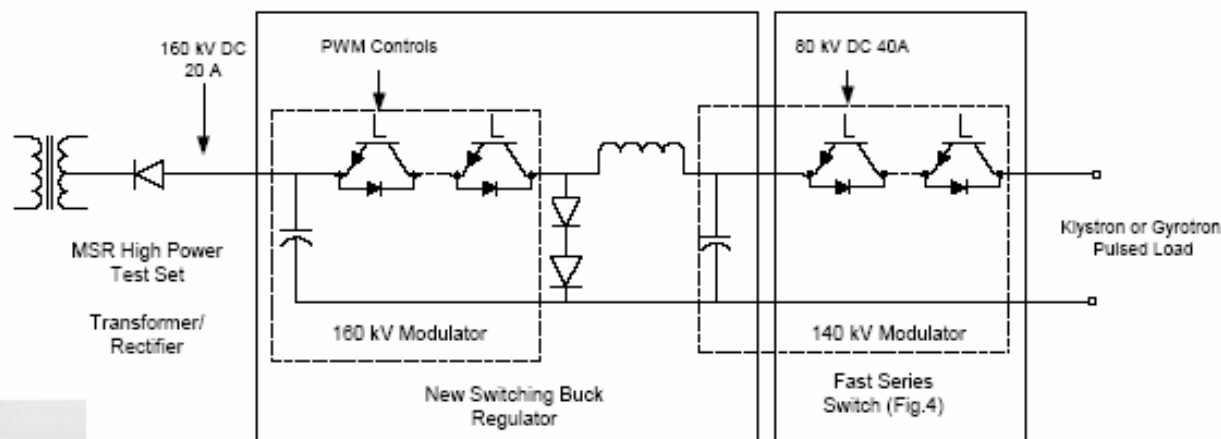 160 kV DC
20 A
PWM Controls
80 kV DC 40A
MSR High Power
Test Set
Transformer/
Rectifier
160 kV Modulator
New Switching Buck
Regulator
140 kV Modulator
Fast Series
Switch (Fig.4)
Klystron or Gyrotron
Pulsed Load